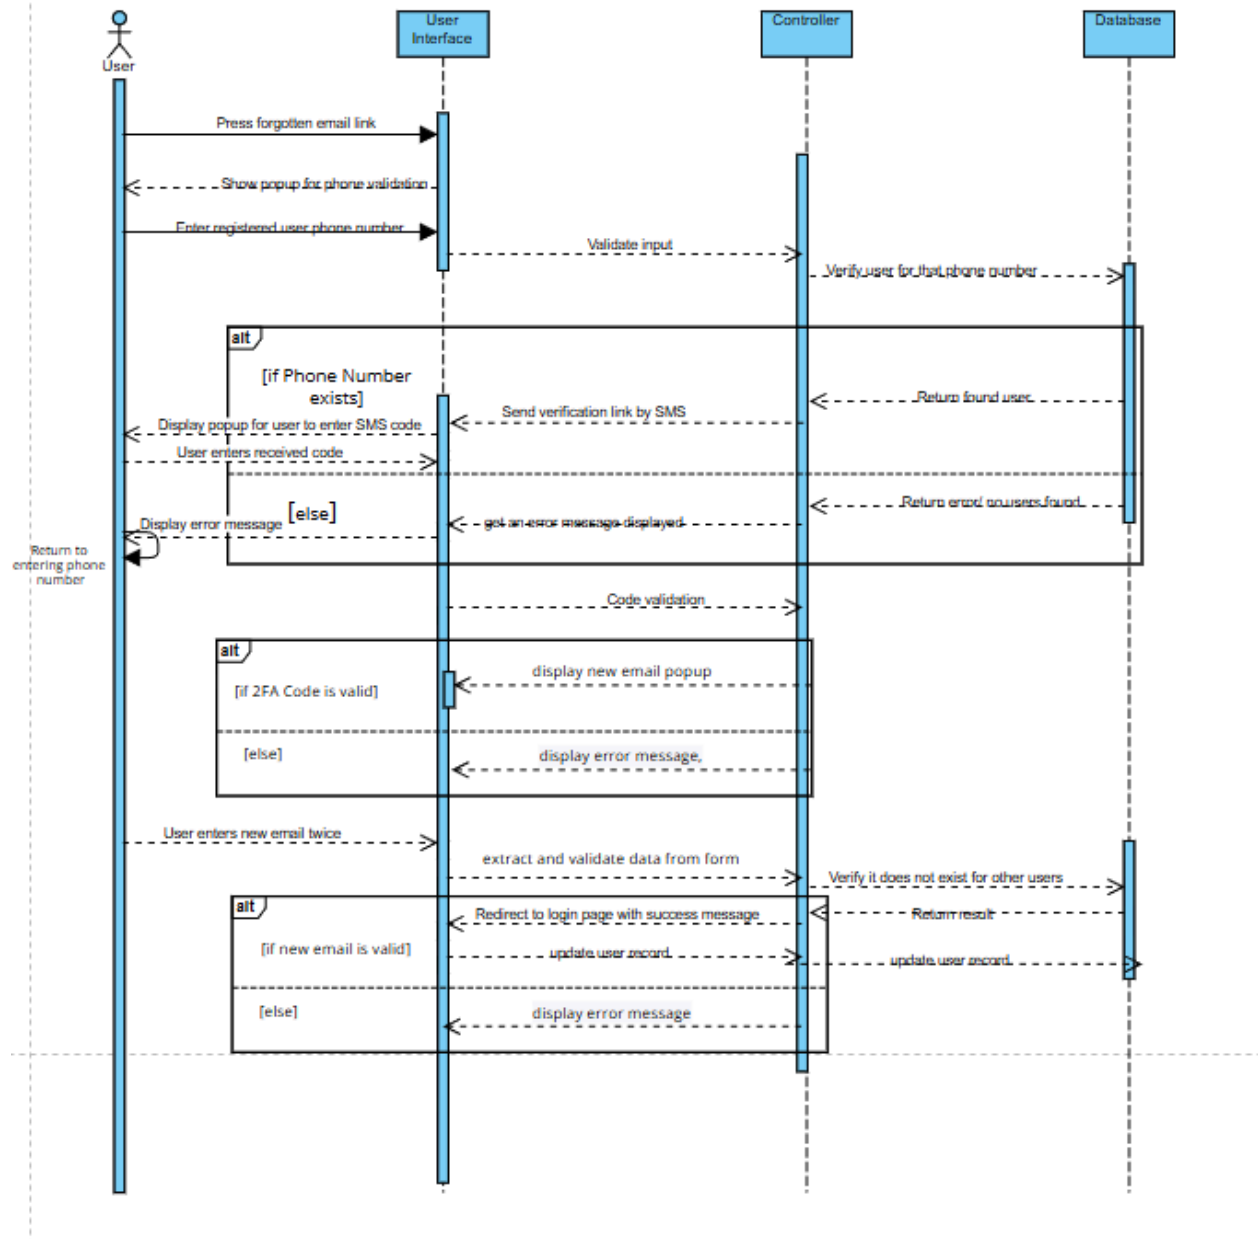 User
User
Interface
Controller
Database
Press forgotten email link
Show popup for phone validation
Enter registered user phone number
Validate input
Verify user for that phone number
alt
[if Phone Number
exists]
Return found user
Send verification link by SMS
Display popup for user to enter SMS code
User enters received code
[else]
Return error/ no users found
get an error message displayed
Display error message
Return to
entering phone
number
Code validation
alt
display new email popup
[if 2FA Code is valid]
[else]
display error message,
User enters new email twice
extract and validate data from form
Verify it does not exist for other users
alt
Redirect to login page with success message
Return result
[if new email is valid]
update user record
update user record
[else]
display error message